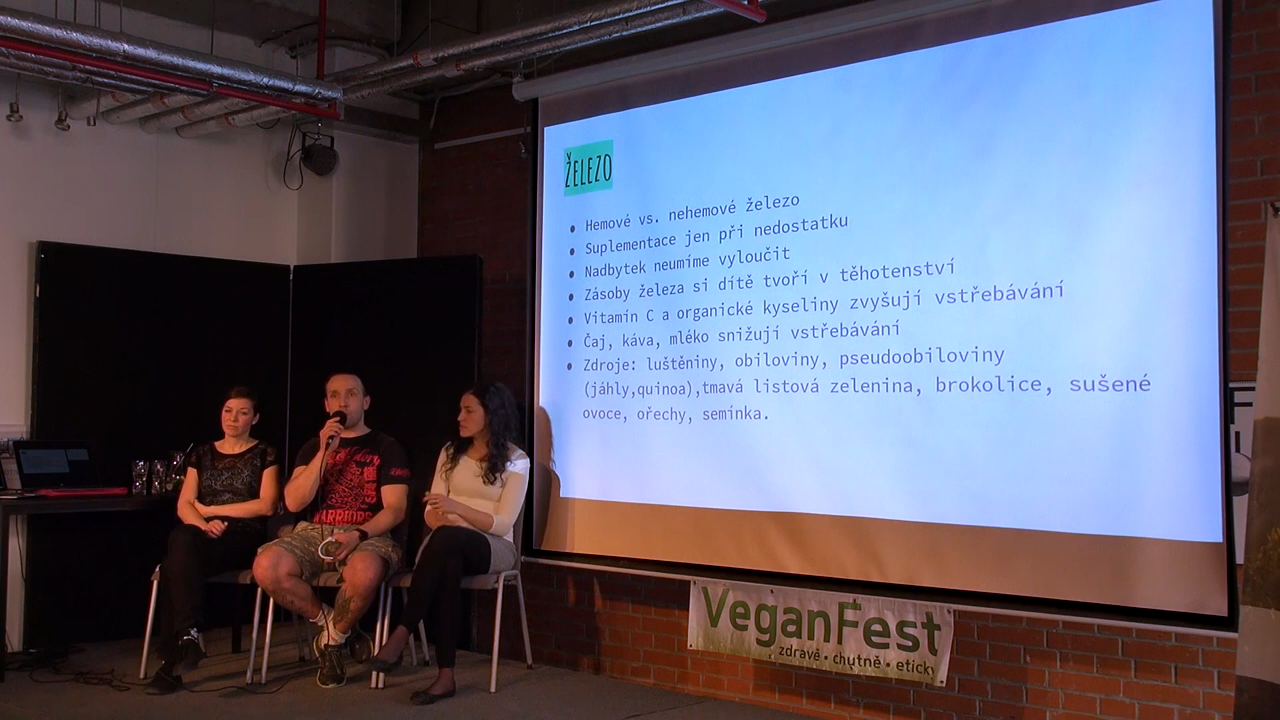 ŽELEZO
● Hemové vs. nehemové železo
● Suplementace jen při nedostatku
● Nadbytek neumíme vyloučit
● Zásoby železa si dítě tvoří v těhotenství
● Vitamín C a organické kyseliny zvyšují vstřebávání
● Čaj, káva, mléko snižují vstřebávání
● Zdroje: luštěniny, obiloviny, pseudoobiloviny
(jáhly,quinoa),tmavá listová zelenina, brokolice, sušené
ovoce, ořechy, semínka.
WARRIORS
VeganFest
zdravě • chutně • eticky